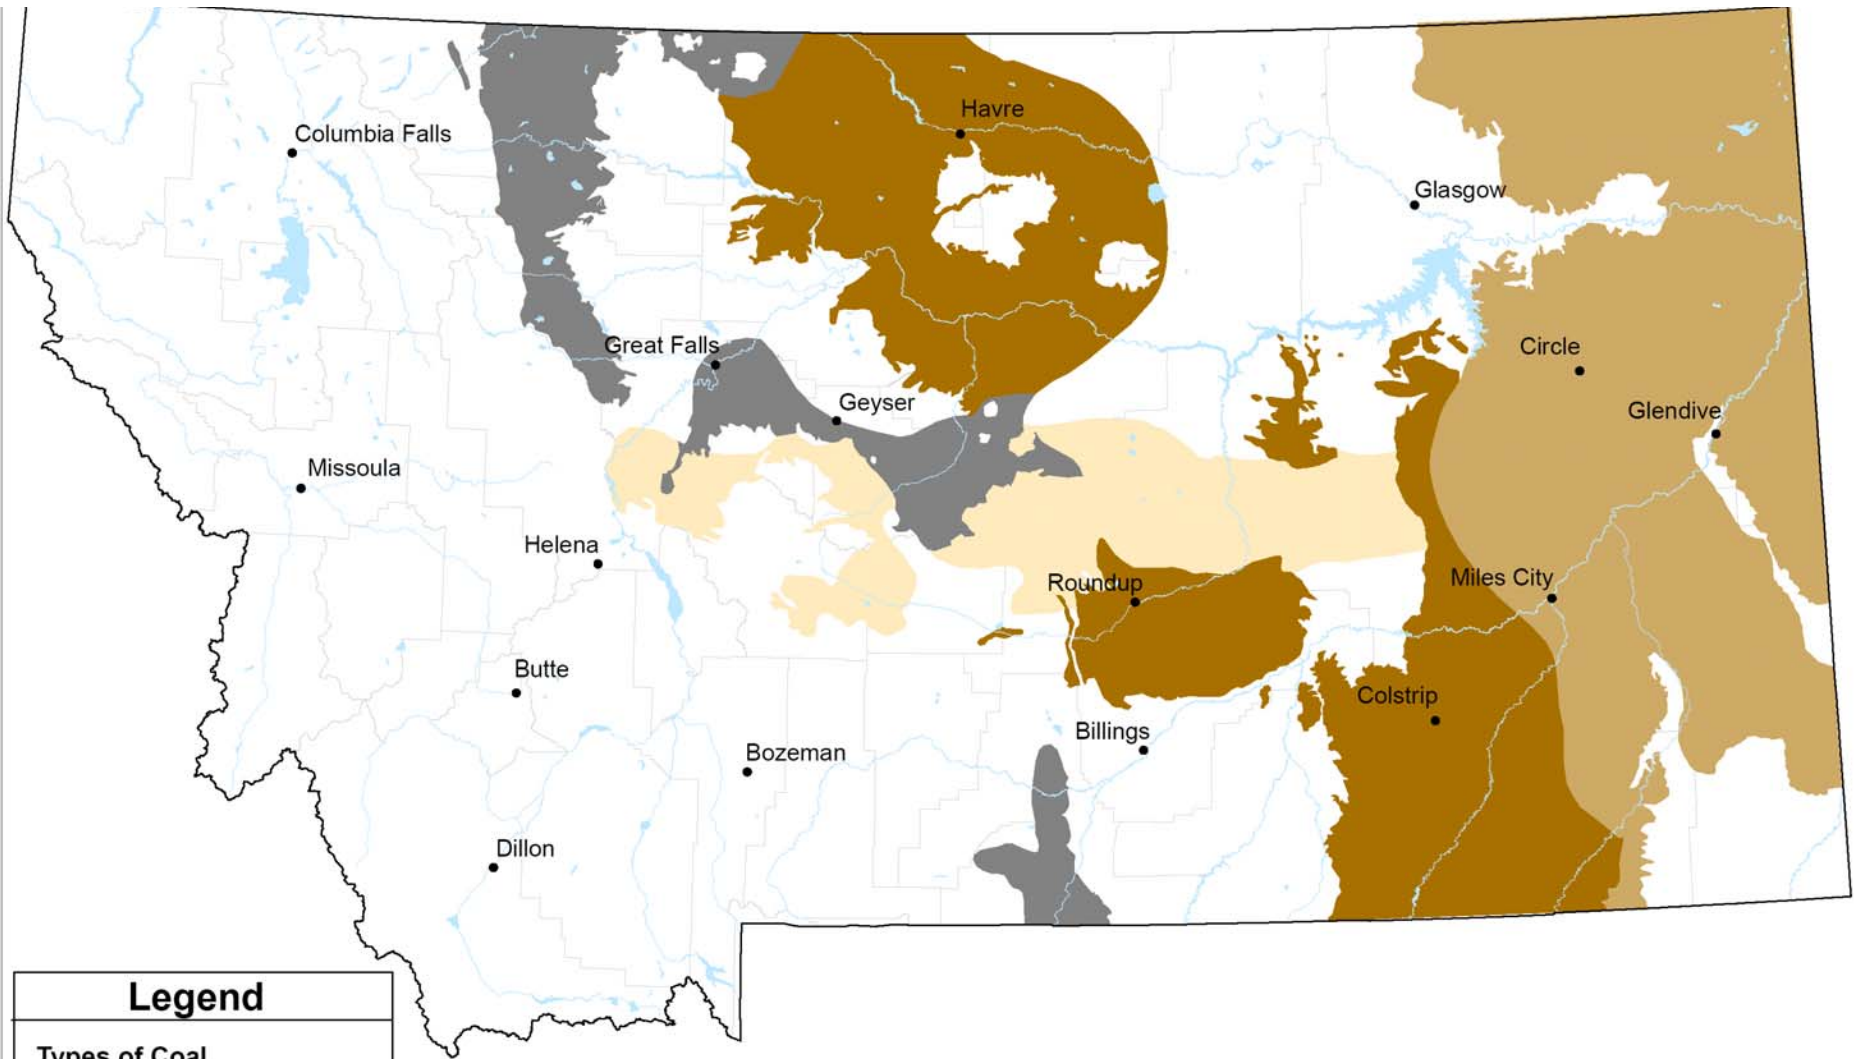 Havre
Columbia Falls
Glasgow
Great Falls
Circle
Geyser
Glendive
Missoula
Helena
Roundup
Miles City
Butte
Colstrip
Billings
Bozeman
Dillon
Legend
Types of Coal